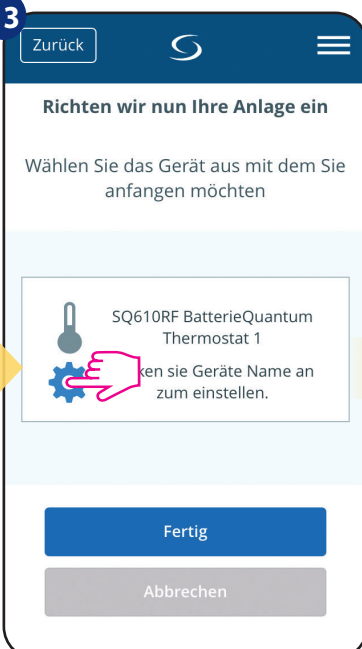 3
Zurück
Richten wir nun Ihre Anlage ein
Wählen Sie das Gerät aus mit dem Sie
anfangen möchten
SQ610RF BatterieQuantum
Thermostat 1
sie Geräte Name an
zum einstellen.
Fertig
Abbrechen